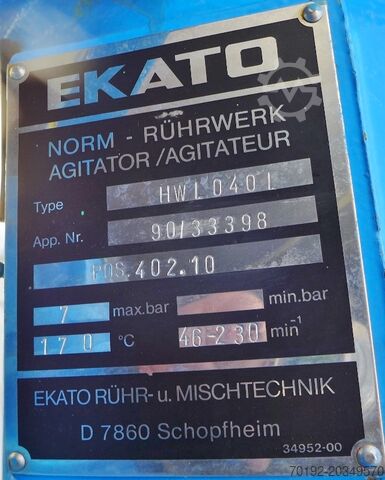 EKATO
NORM - RÜHRWERK
AGITATOR/AGITATEUR
Type HWL040L
App. Nr. 90/33398
POS.402.10
7 max.bar min.bar
170 °C 46-230 min⁻¹
EKATO RÜHR- u. MISCHTECHNIK
D 7860 Schopfheim
34952-00
70192-20349570